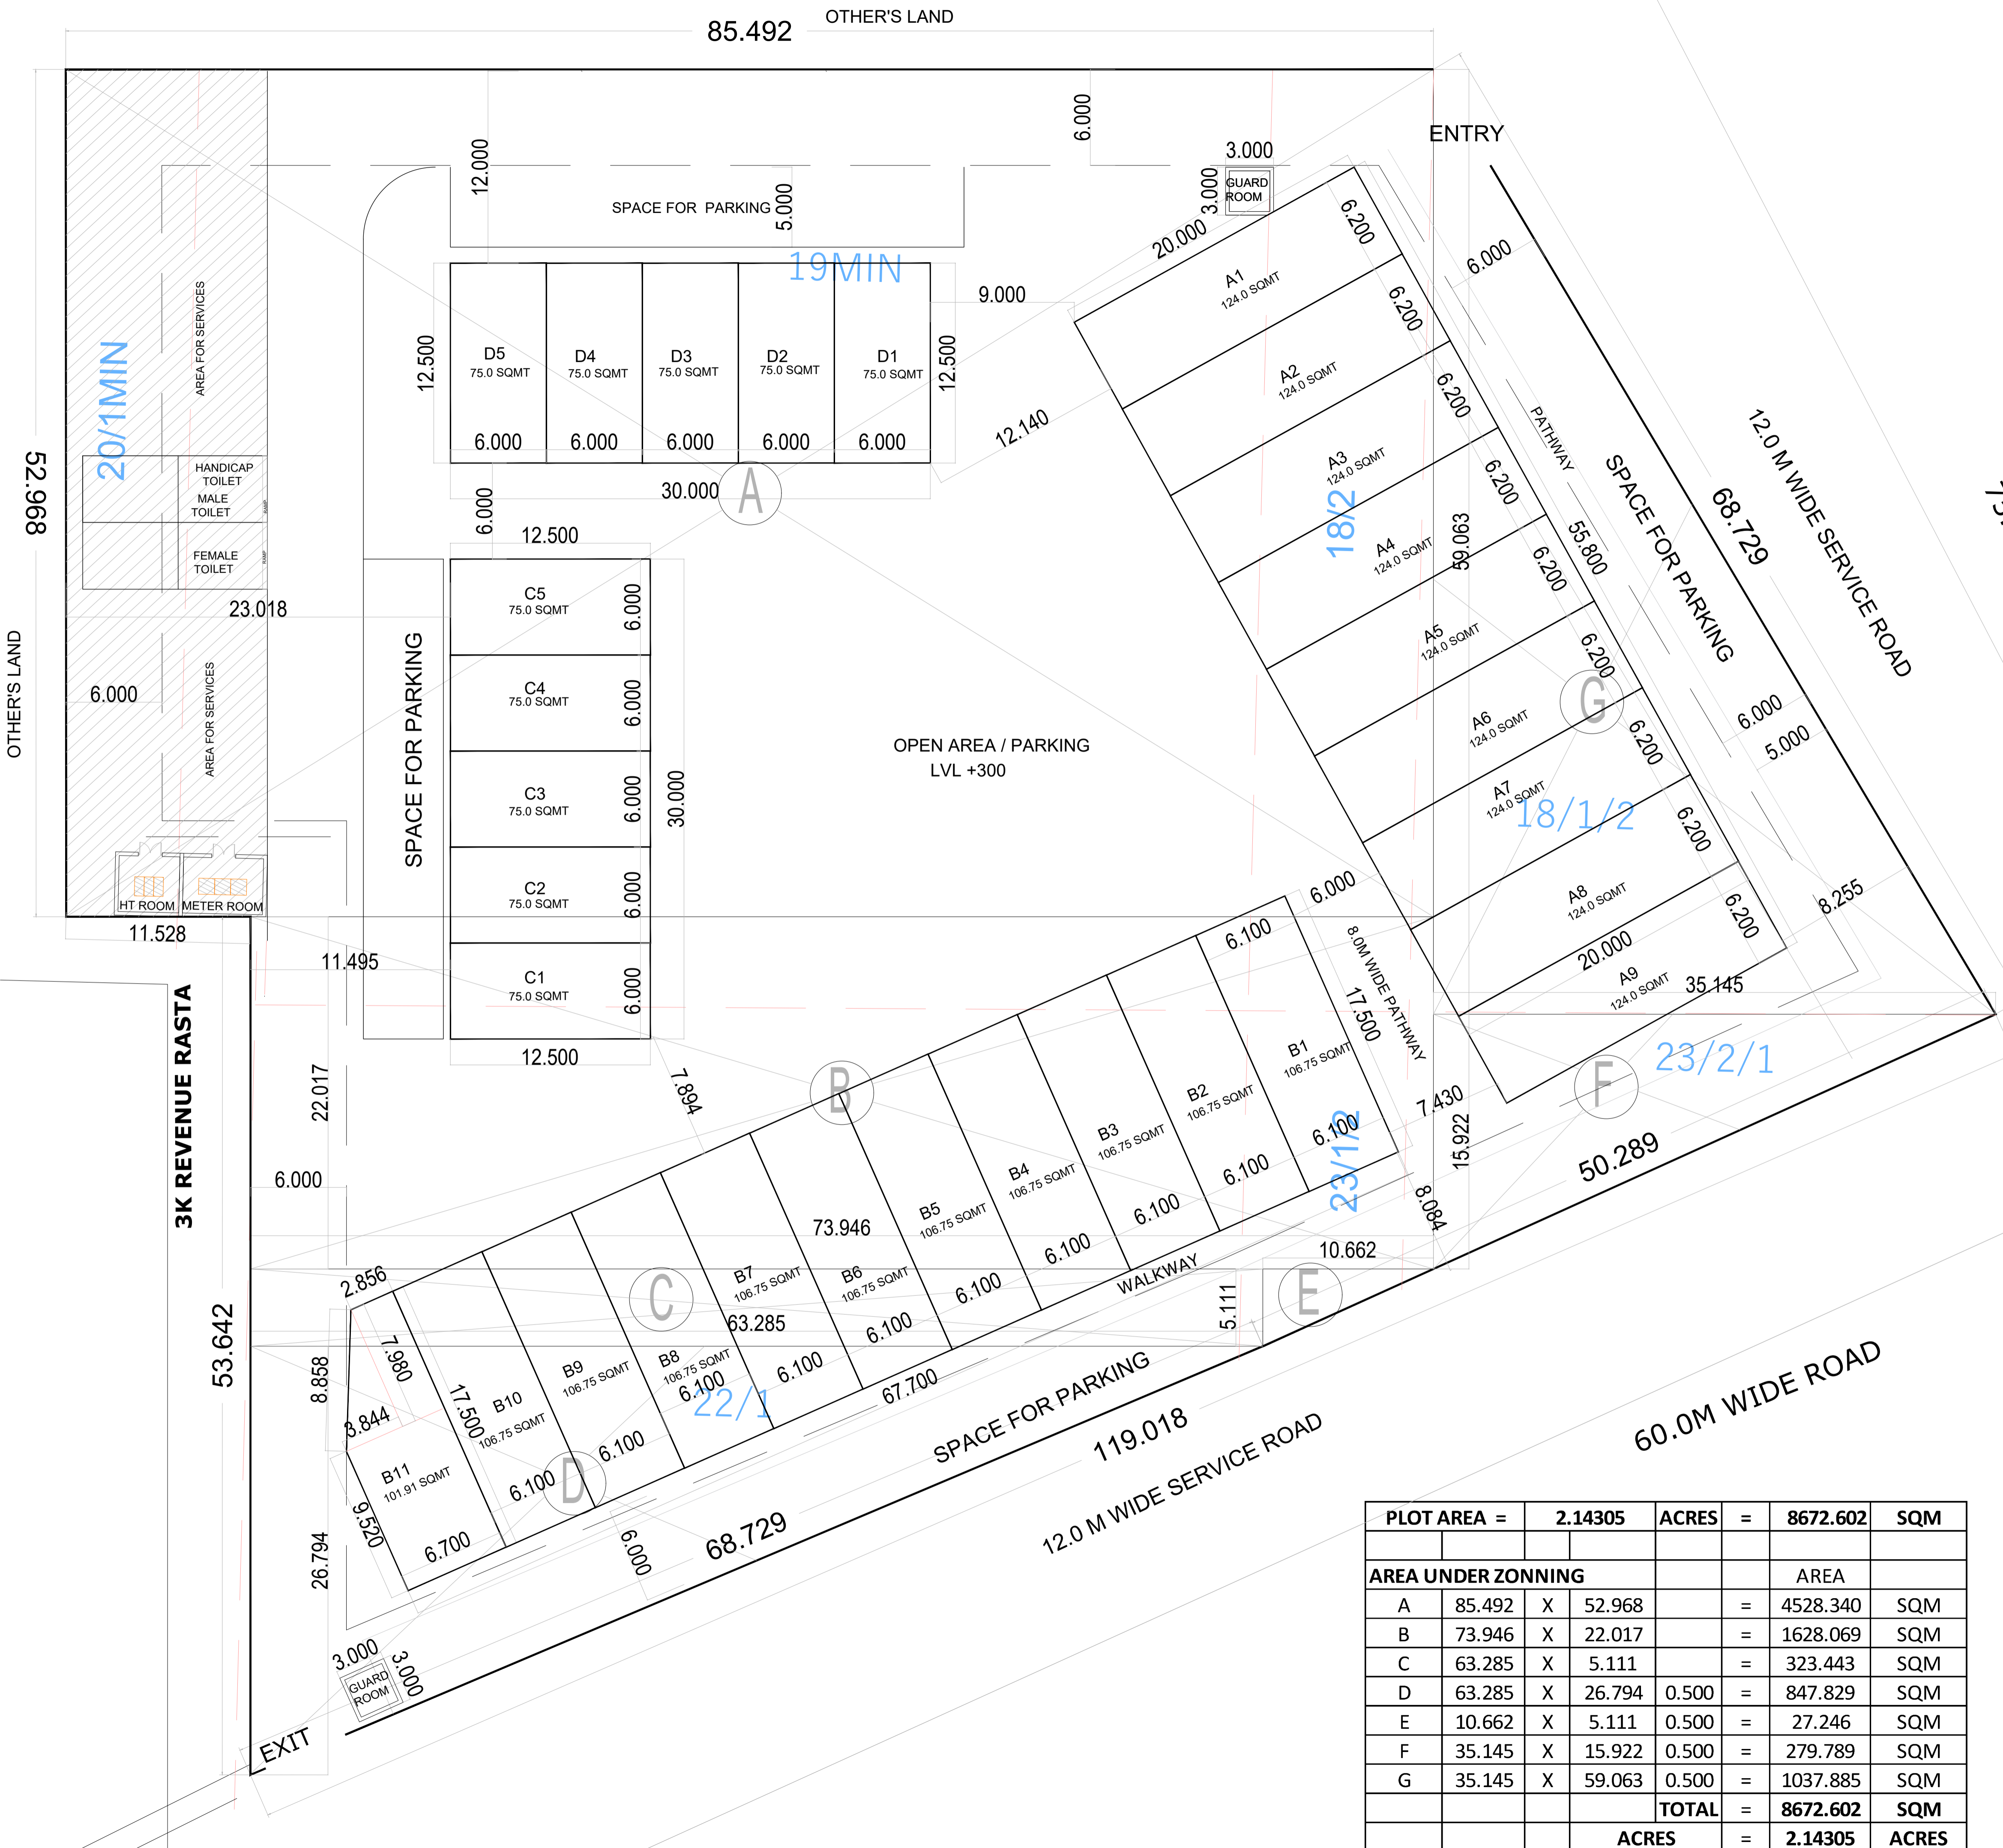 OTHER'S LAND
85.492
ENTRY
6.000
12.000
3.000
GUARD
ROOM
3.000
SPACE FOR PARKING
5.000
19MIN
20.000
6.200
6.000
9.000
A1
124.0 SQMT
6.200
12.500
D5
75.0 SQMT
D4
75.0 SQMT
D3
75.0 SQMT
D2
75.0 SQMT
D1
75.0 SQMT
12.500
6.000
6.000
6.000
6.000
6.000
30.000
A
12.140
A2
124.0 SQMT
6.200
A3
124.0 SQMT
6.200
18/2
A4
124.0 SQMT
59.063
6.200
55.800
PATHWAY
SPACE FOR PARKING
68.729
12.0 M WIDE SERVICE ROAD
A5
124.0 SQMT
6.200
G
A6
124.0 SQMT
6.200
6.000
5.000
A7
124.0 SQMT
18/1/2
6.200
A8
124.0 SQMT
6.200
8.255
20.000
A9
124.0 SQMT
35.145
AREA FOR SERVICES
20/1MIN
52.968
OTHER'S LAND
HANDICAP
TOILET
MALE
TOILET
RAMP
FEMALE
TOILET
RAMP
23.018
6.000
AREA FOR SERVICES
HT ROOM
METER ROOM
11.528
11.495
SPACE FOR PARKING
6.000
12.500
C5
75.0 SQMT
6.000
C4
75.0 SQMT
6.000
C3
75.0 SQMT
6.000
30.000
C2
75.0 SQMT
6.000
C1
75.0 SQMT
6.000
12.500
OPEN AREA / PARKING
LVL +300
3K REVENUE RASTA
22.017
6.000
7.894
B
6.100
6.000
8.0M WIDE PATHWAY
17.500
B1
106.75 SQMT
B2
106.75 SQMT
B3
106.75 SQMT
B4
106.75 SQMT
B5
106.75 SQMT
B6
106.75 SQMT
B7
106.75 SQMT
B8
106.75 SQMT
B9
106.75 SQMT
B10
106.75 SQMT
B11
101.91 SQMT
6.100
6.100
6.100
6.100
6.100
6.100
6.100
6.100
6.100
6.100
6.700
23/1/2
7.430
15.922
23/2/1
F
50.289
8.084
10.662
E
5.111
WALKWAY
73.946
C
63.285
2.856
7.980
8.858
3.844
17.500
9.520
D
22/1
67.700
SPACE FOR PARKING
119.018
12.0 M WIDE SERVICE ROAD
60.0M WIDE ROAD
53.642
26.794
6.000
68.729
3.000
3.000
GUARD
ROOM
EXIT
PLOT AREA = 2.14305 ACRES = 8672.602 SQM
AREA UNDER ZONNING AREA
A 85.492 X 52.968 = 4528.340 SQM
B 73.946 X 22.017 = 1628.069 SQM
C 63.285 X 5.111 = 323.443 SQM
D 63.285 X 26.794 0.500 = 847.829 SQM
E 10.662 X 5.111 0.500 = 27.246 SQM
F 35.145 X 15.922 0.500 = 279.789 SQM
G 35.145 X 59.063 0.500 = 1037.885 SQM
TOTAL = 8672.602 SQM
ACRES = 2.14305 ACRES